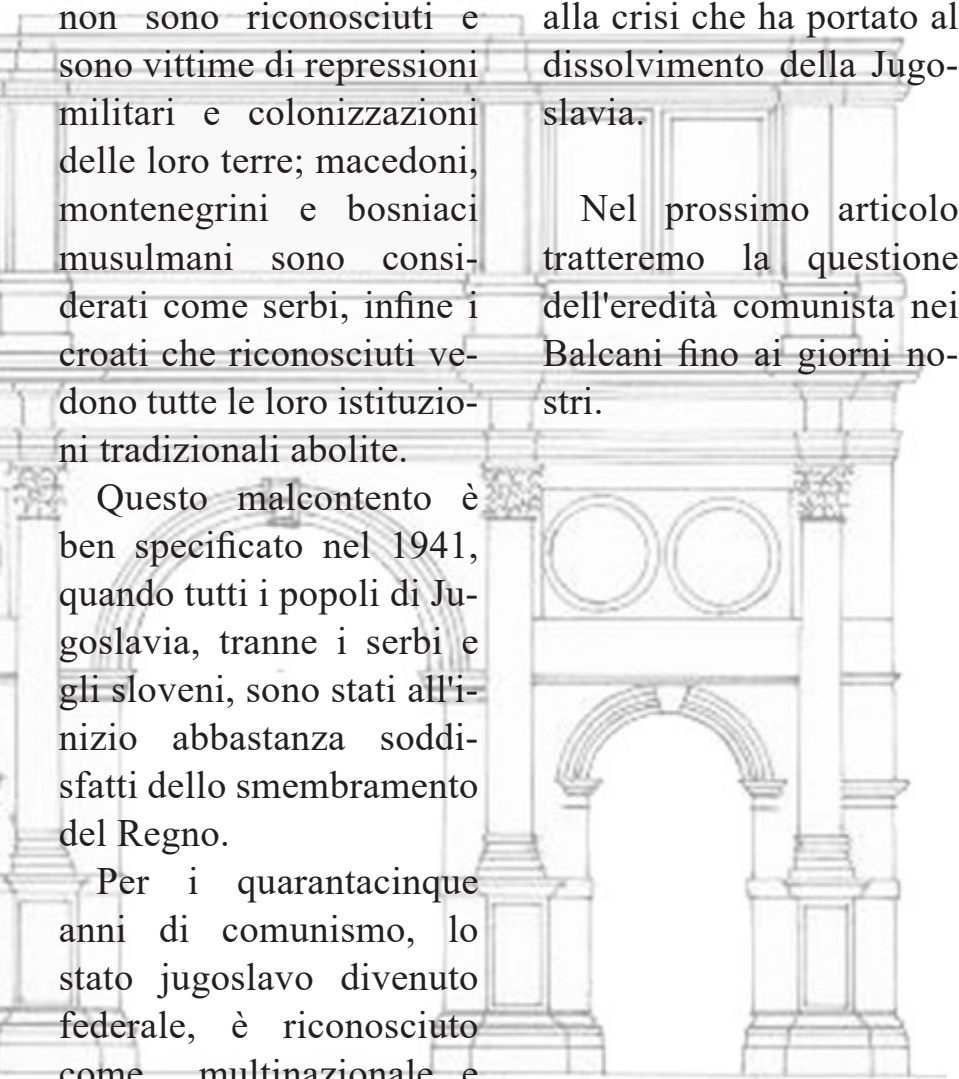 non sono riconosciuti e
sono vittime di repressioni
militari e colonizzazioni
delle loro terre; macedoni,
montenegrini e bosniaci
musulmani sono consi-
derati come serbi, infine i
croati che riconosciuti ve-
dono tutte le loro istituzio-
ni tradizionali abolite.
Questo malcontento è
ben specificato nel 1941,
quando tutti i popoli di Ju-
goslavia, tranne i serbi e
gli sloveni, sono stati all'i-
nizio abbastanza soddi-
sfatti dello smembramento
del Regno.
Per i quarantacinque
anni di comunismo, lo
stato jugoslavo divenuto
federale, è riconosciuto
come multinazionale e
alla crisi che ha portato al
dissolvimento della Jugo-
slavia.
Nel prossimo articolo
tratteremo la questione
dell'eredità comunista nei
Balcani fino ai giorni no-
stri.